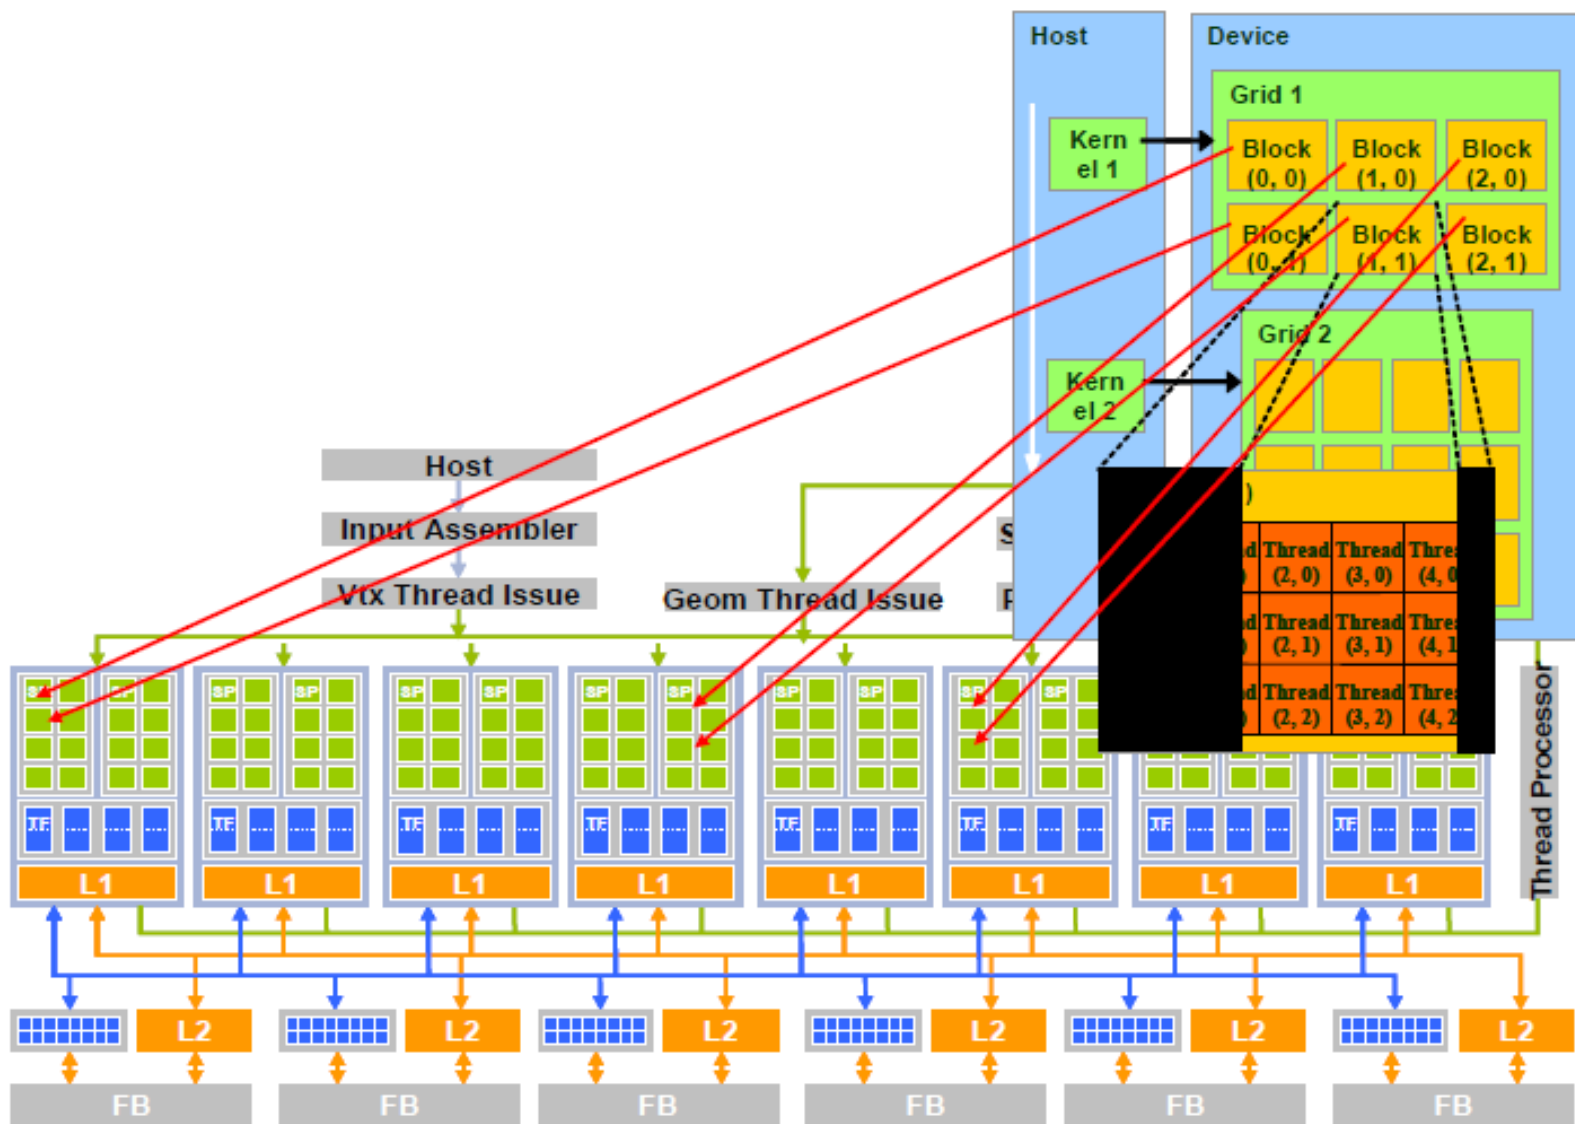 Host
Device
Grid 1
Kern
el 1
Block
(0, 0)
Block
(1, 0)
Block
(2, 0)
Block
(0, 1)
Block
(1, 1)
Block
(2, 1)
Grid 2
Kern
el 2
)
Thread
(2, 0)
Thread
(3, 0)
Thread
(2, 1)
Thread
(3, 1)
Thread
(2, 2)
Thread
(3, 2)
Host
Input Assembler
Vtx Thread Issue
Geom Thread Issue
Thread Processor
SP SP SP SP SP SP SP SP SP SP SP
TF TF TF TF TF TF TF TF
L1 L1 L1 L1 L1 L1 L1 L1
L2 L2 L2 L2 L2 L2
FB FB FB FB FB FB